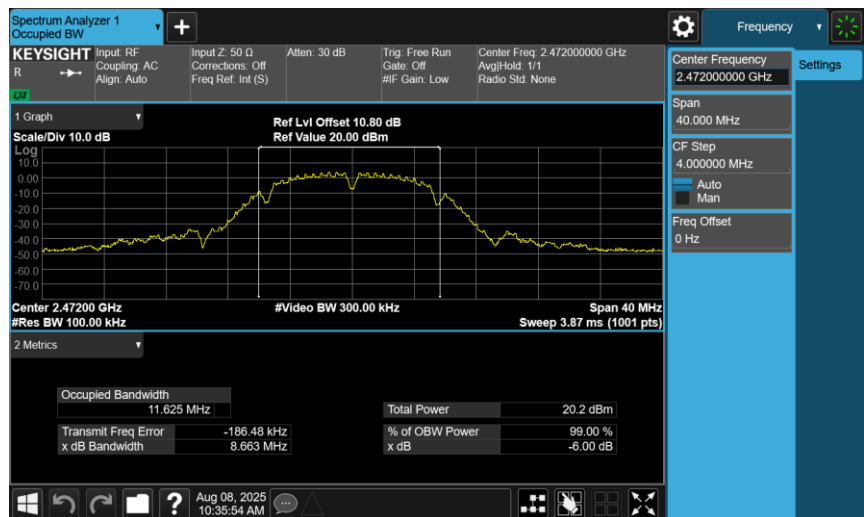 Spectrum Analyzer 1
Occupied BW
+
Frequency
KEYSIGHT
R
LXI
Input: RF
Coupling: AC
Align: Auto
Input Z: 50 Ω
Corrections: Off
Freq Ref: Int (S)
Atten: 30 dB
Trig: Free Run
Gate: Off
#IF Gain: Low
Center Freq: 2.472000000 GHz
Avg|Hold: 1/1
Radio Std: None
Center Frequency
2.472000000 GHz
Settings
Span
40.000 MHz
CF Step
4.000000 MHz
Auto
Man
Freq Offset
0 Hz
1 Graph
Scale/Div 10.0 dB
Ref Lvl Offset 10.80 dB
Ref Value 20.00 dBm
Log
10.0
0.00
-10.0
-20.0
-30.0
-40.0
-50.0
-60.0
-70.0
Center 2.47200 GHz
#Video BW 300.00 kHz
Span 40 MHz
#Res BW 100.00 kHz
Sweep 3.87 ms (1001 pts)
2 Metrics
Occupied Bandwidth
11.625 MHz
Total Power 20.2 dBm
Transmit Freq Error -186.48 kHz
% of OBW Power 99.00 %
x dB Bandwidth 8.663 MHz
x dB -6.00 dB
?
Aug 08, 2025
10:35:54 AM